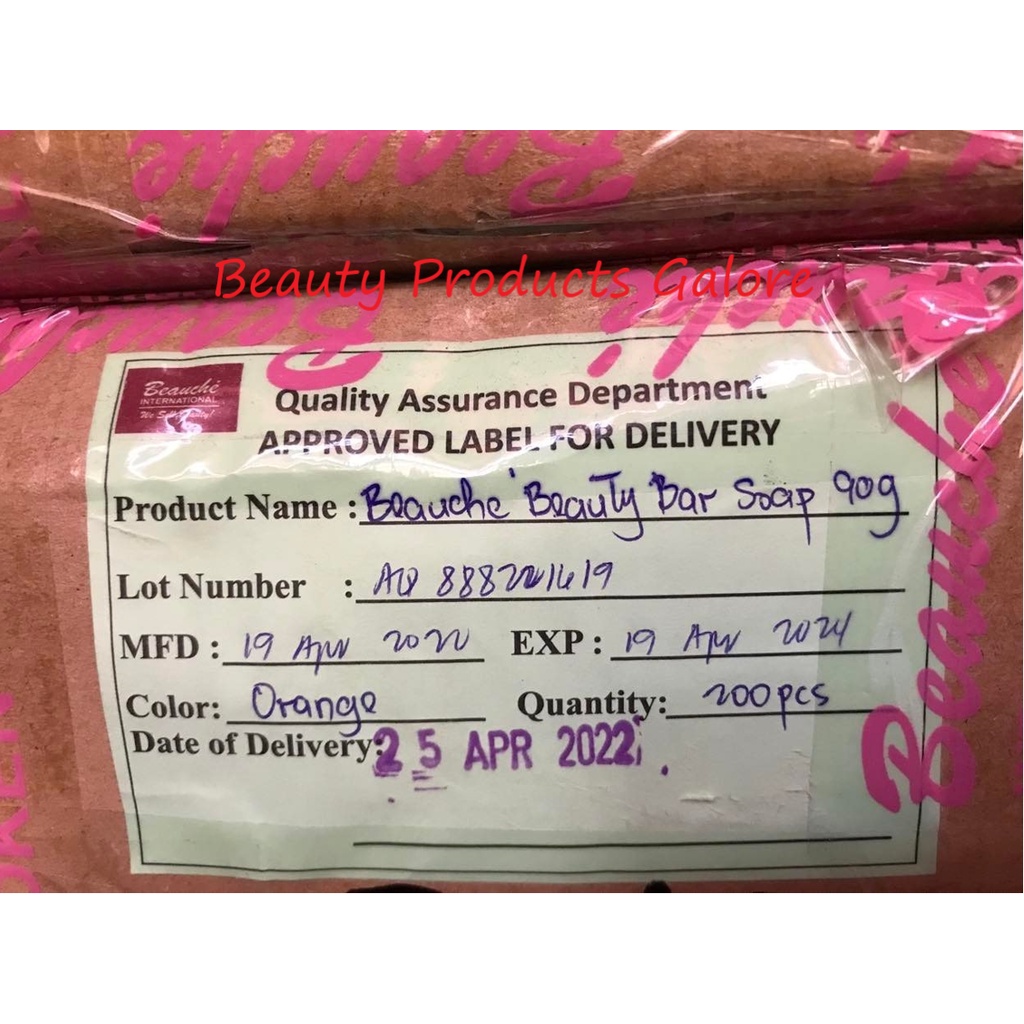 Beauché
Beauty Products Galore
Beauché
INTERNATIONAL
Quality Assurance Department
APPROVED LABEL FOR DELIVERY
Product Name : Beauche' Beauty Bar Soap 90g
Lot Number :
MFD : 19 Apr 2022 EXP : 19 Apr 2024
Color: Orange Quantity: 200pcs
Date of Delivery: 25 APR 2022
Beauché